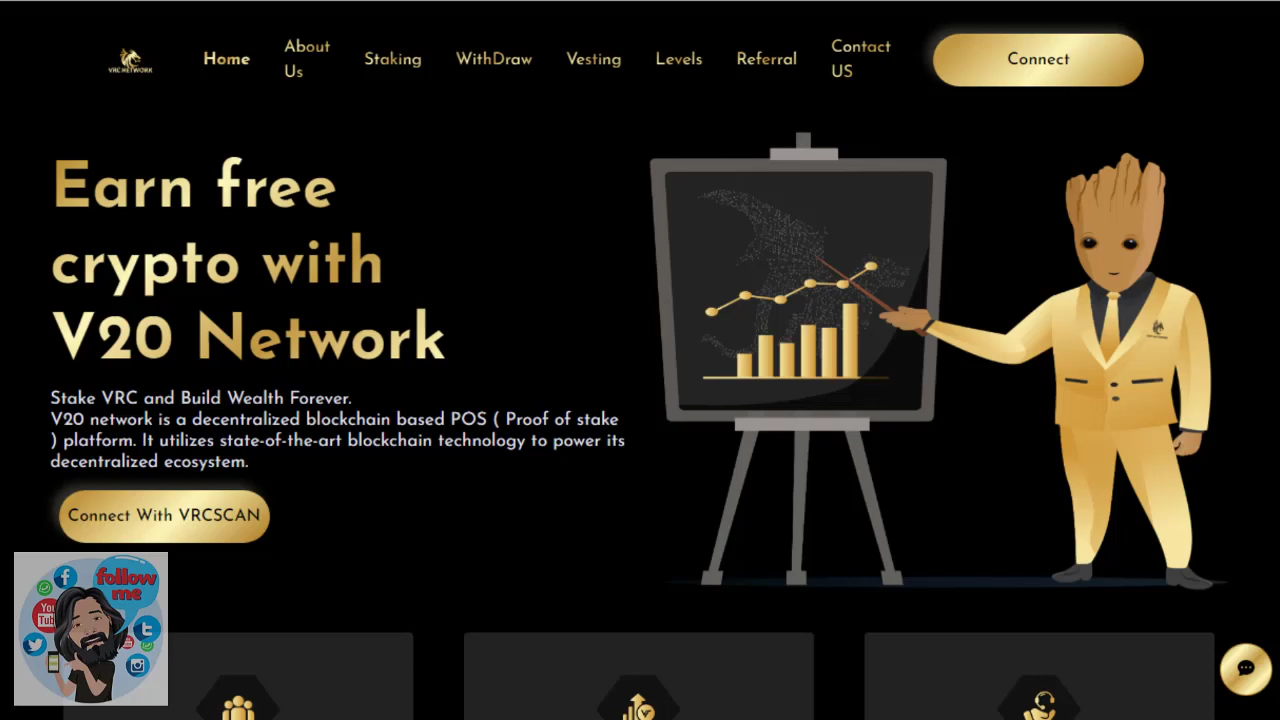 VRC NETWORK
Home
About
Us
Staking
WithDraw
Vesting
Levels
Referral
Contact
US
Connect
Earn free
crypto with
V20 Network
Stake VRC and Build Wealth Forever.
V20 network is a decentralized blockchain based POS ( Proof of stake
) platform. It utilizes state-of-the-art blockchain technology to power its
decentralized ecosystem.
Connect With VRCSCAN
follow
me
You
Tube